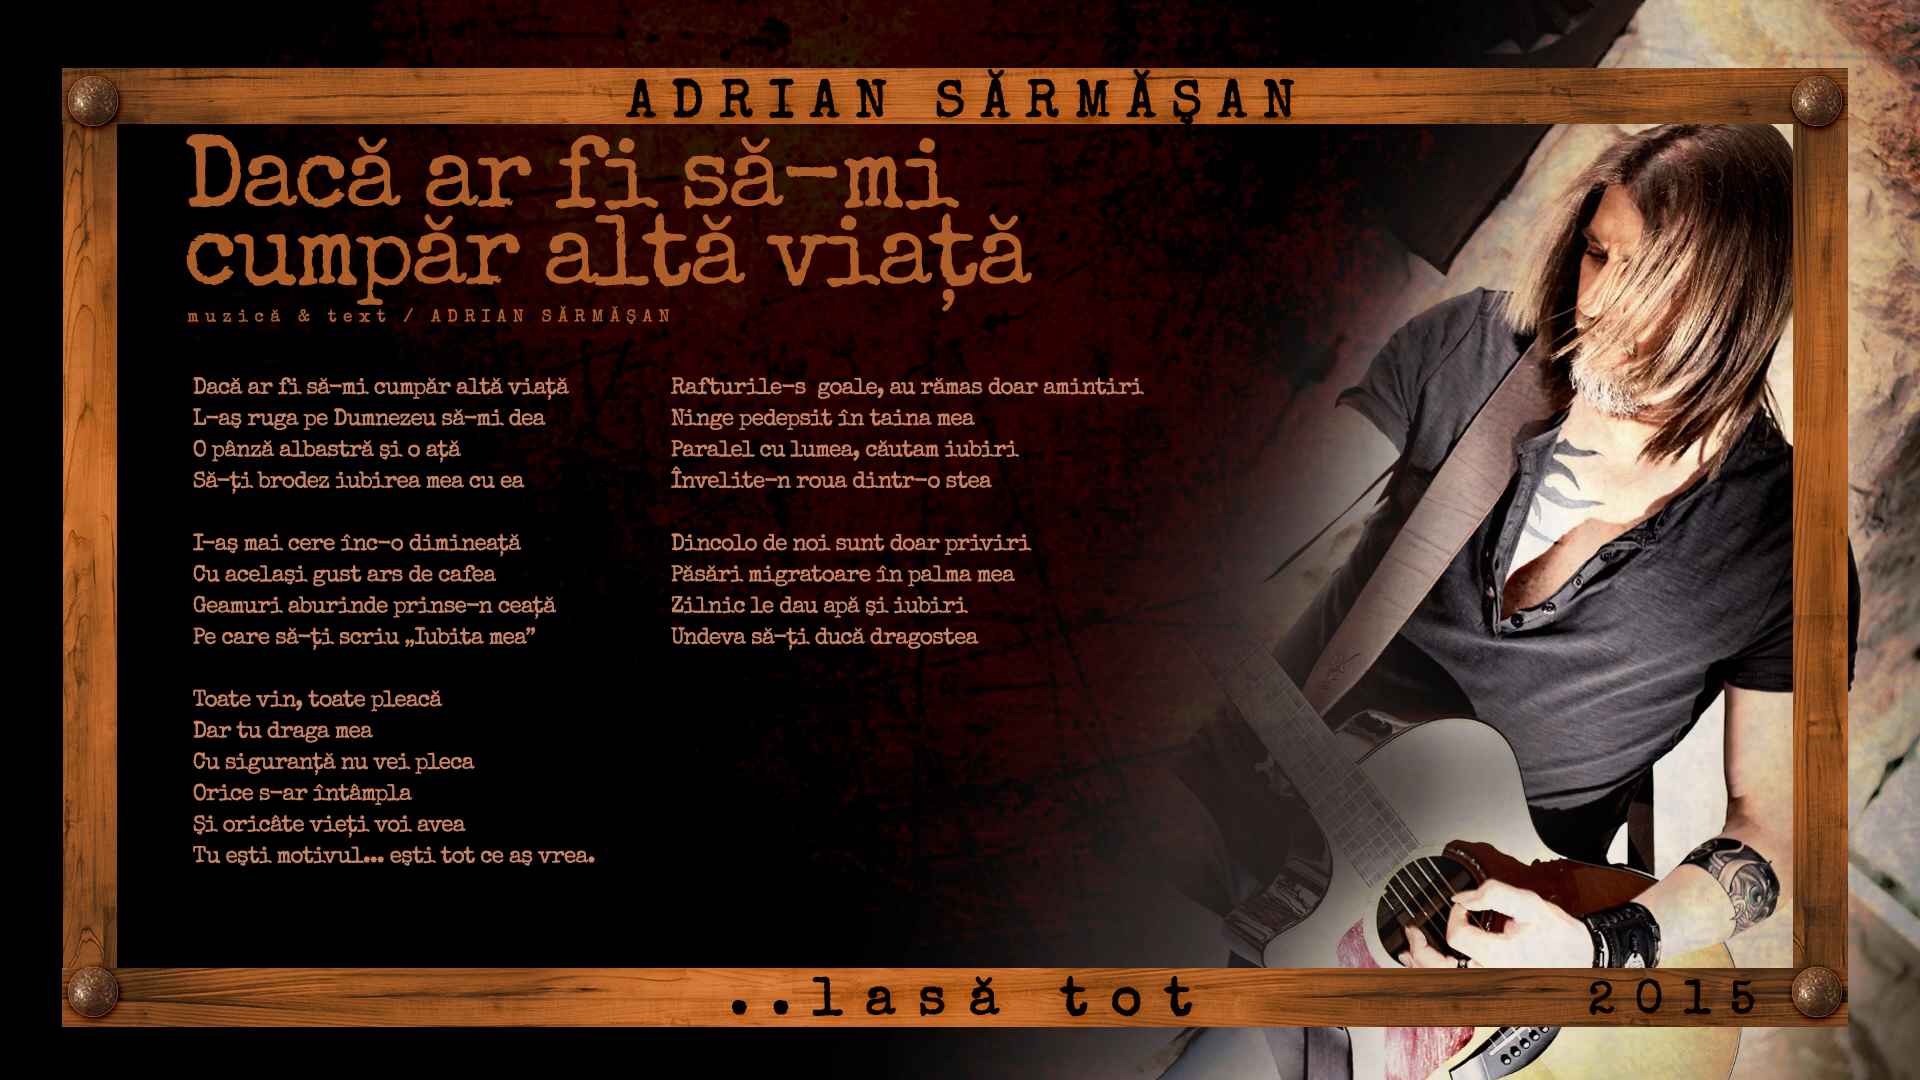 ADRIAN SĂRMĂŞAN
Dacă ar fi să-mi
cumpăr altă viață
muzică & text / ADRIAN SĂRMĂŞAN
Dacă ar fi să-mi cumpăr altă viață
L-aş ruga pe Dumnezeu să-mi dea
O pânză albastră şi o ață
Să-ți brodez iubirea mea cu ea
I-aş mai cere înc-o dimineață
Cu acelaşi gust ars de cafea
Geamuri aburinde prinse-n ceață
Pe care să-ți scriu „Iubita mea”
Toate vin, toate pleacă
Dar tu draga mea
Cu siguranță nu vei pleca
Orice s-ar întâmpla
Şi oricâte vieți voi avea
Tu eşti motivul... eşti tot ce aş vrea.
Rafturile-s goale, au rămas doar amintiri
Ninge pedepsit în taina mea
Paralel cu lumea, căutam iubiri
Învelite-n roua dintr-o stea
Dincolo de noi sunt doar priviri
Păsări migratoare în palma mea
Zilnic le dau apă şi iubiri
Undeva să-ți ducă dragostea
..lasă tot
2015